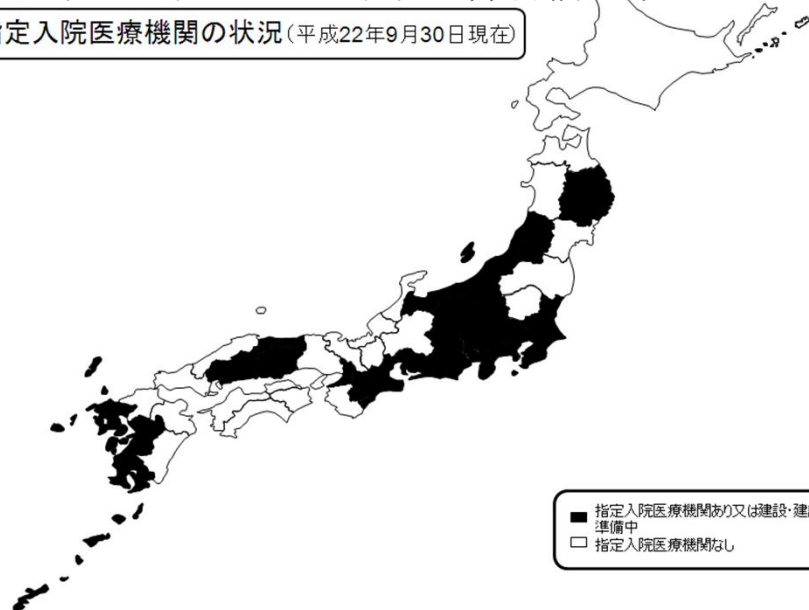 定入院医療機関の状況(平成22年9月30日現在)
指定入院医療機関あり又は建設・建
準備中
指定入院医療機関なし